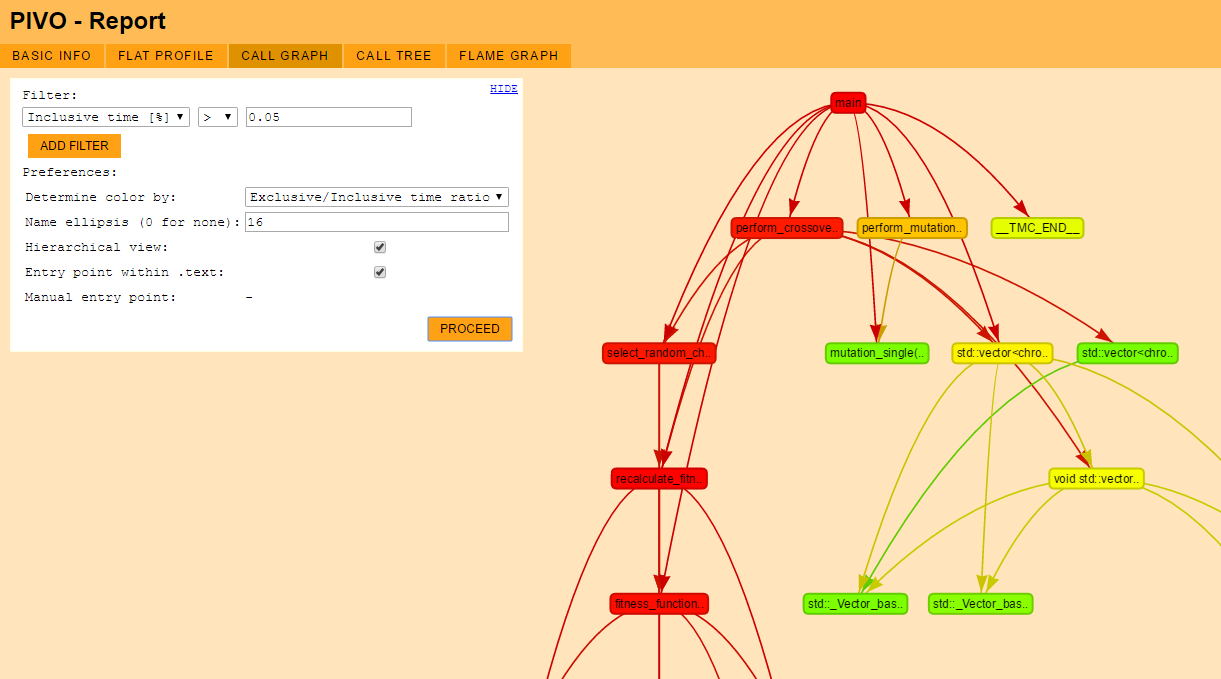 PIVO - Report
BASIC INFO
FLAT PROFILE
CALL GRAPH
CALL TREE
FLAME GRAPH
HIDE
Filter:
Inclusive time [%]
>
0.05
ADD FILTER
Preferences:
Determine color by:
Exclusive/Inclusive time ratio
Name ellipsis (0 for none):
16
Hierarchical view:
Entry point within .text:
Manual entry point:
-
PROCEED
main
perform_crossove..
perform_mutation..
__TMC_END__
select_random_ch..
mutation_single(..
std::vector<chro..
std::vector<chro..
recalculate_fitn..
void std::vector..
fitness_function..
std::_Vector_bas..
std::_Vector_bas..